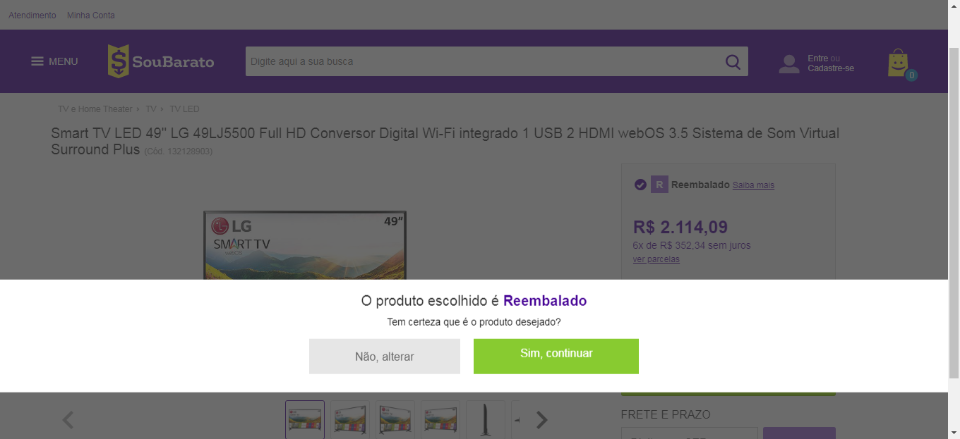 Atendimento Minha Conta
MENU SouBarato Digite aqui a sua busca Entre ou
Cadastre-se
0
TV e Home Theater › TV › TV LED
Smart TV LED 49" LG 49LJ5500 Full HD Conversor Digital Wi-Fi integrado 1 USB 2 HDMI webOS 3.5 Sistema de Som Virtual
Surround Plus (Cód. 132128903)
R Reembalado Saiba mais
LG 49"
SMART TV
R$ 2.114,09
6x de R$ 352,34 sem juros
ver parcelas
O produto escolhido é Reembalado
Tem certeza que é o produto desejado?
Não, alterar Sim, continuar
FRETE E PRAZO